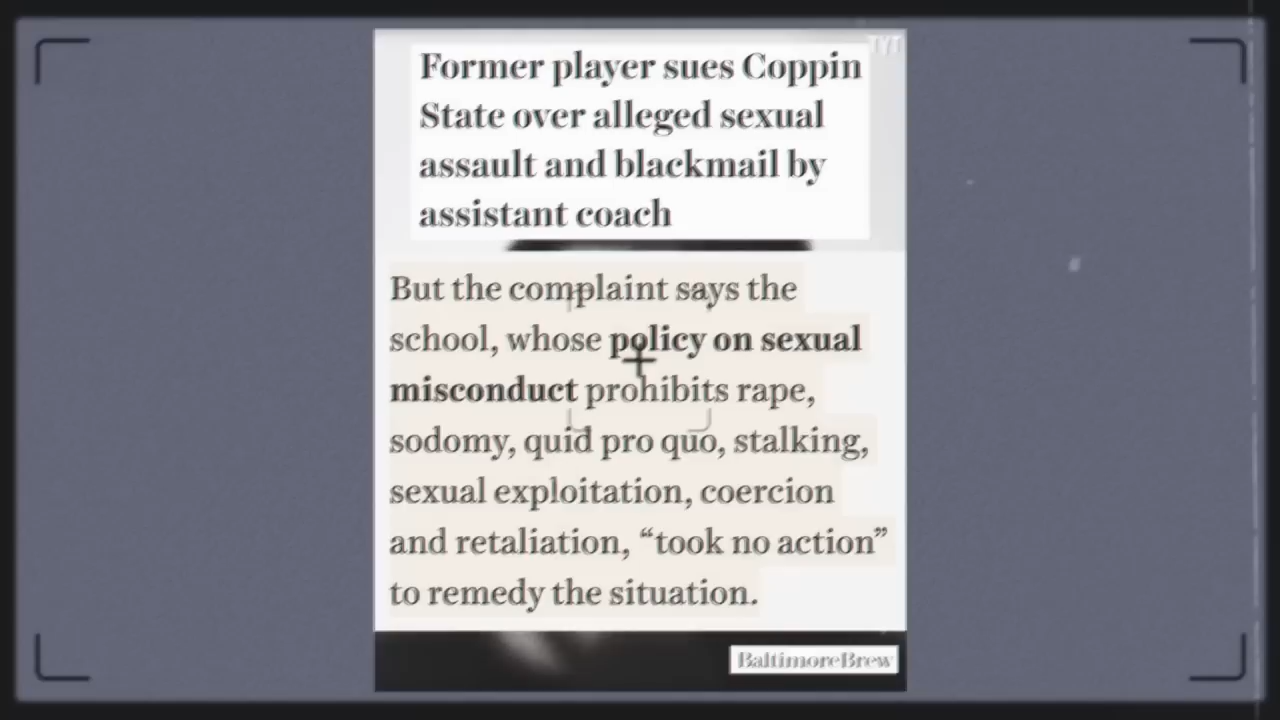 TYT
Former player sues Coppin
State over alleged sexual
assault and blackmail by
assistant coach
But the complaint says the
school, whose policy on sexual
misconduct prohibits rape,
sodomy, quid pro quo, stalking,
sexual exploitation, coercion
and retaliation, “took no action”
to remedy the situation.
BaltimoreBrew